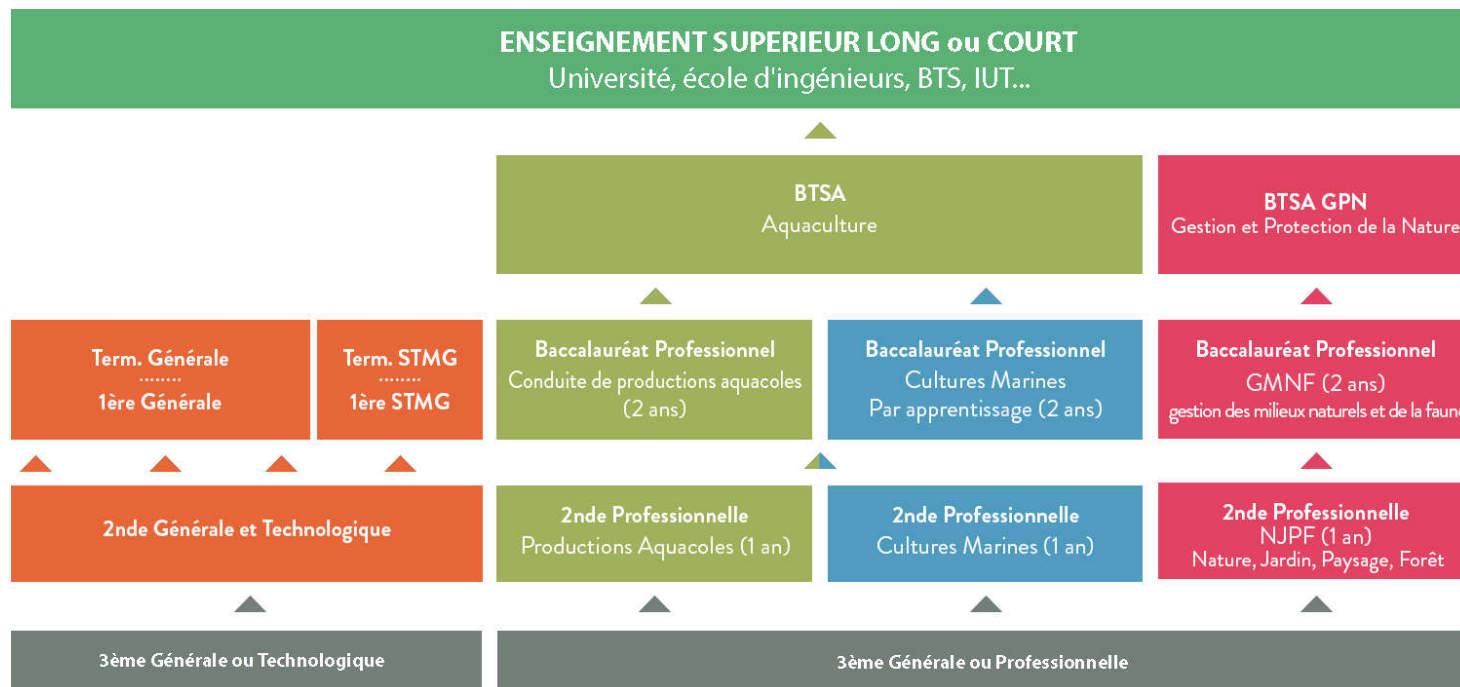 ENSEIGNEMENT SUPERIEUR LONG ou COURT
Université, école d'ingénieurs, BTS, IUT...
BTSA
Aquaculture
BTSA GPN
Gestion et Protection de la Nature
Term. Générale
........
1ère Générale
Term. STMG
........
1ère STMG
Baccalauréat Professionnel
Conduite de productions aquacoles
(2 ans)
Baccalauréat Professionnel
Cultures Marines
Par apprentissage (2 ans)
Baccalauréat Professionnel
GMNF (2 ans)
gestion des milieux naturels et de la faune
2nde Générale et Technologique
2nde Professionnelle
Productions Aquacoles (1 an)
2nde Professionnelle
Cultures Marines (1 an)
2nde Professionnelle
NJPF (1 an)
Nature, Jardin, Paysage, Forêt
3ème Générale ou Technologique
3ème Générale ou Professionnelle